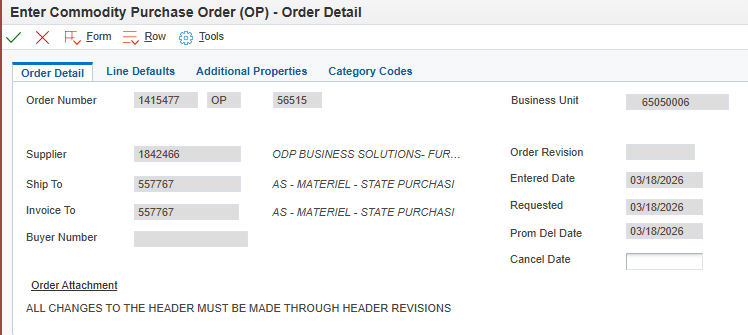 Enter Commodity Purchase Order (OP) - Order Detail
Form Row Tools
Order Detail Line Defaults Additional Properties Category Codes
Order Number 1415477 OP 56515 Business Unit 65050006
Supplier 1842466 ODP BUSINESS SOLUTIONS- FUR... Order Revision
Ship To 557767 AS - MATERIEL - STATE PURCHASI Entered Date 03/18/2026
Invoice To 557767 AS - MATERIEL - STATE PURCHASI Requested 03/18/2026
Buyer Number Prom Del Date 03/18/2026
Cancel Date
Order Attachment
ALL CHANGES TO THE HEADER MUST BE MADE THROUGH HEADER REVISIONS